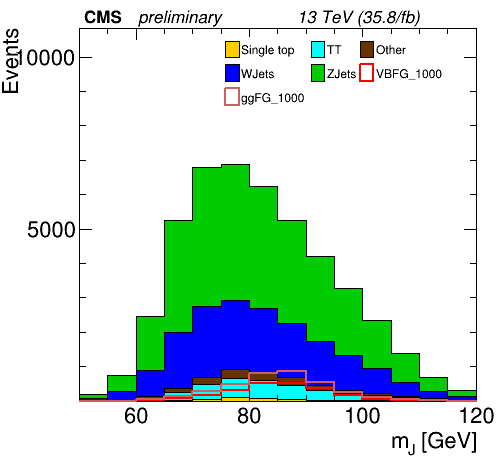 CMS preliminary 13 TeV (35.8/fb)
Events
10000
5000
Single top TT Other
WJets ZJets VBFG_1000
ggFG_1000
60 80 100 120
m_J [GeV]